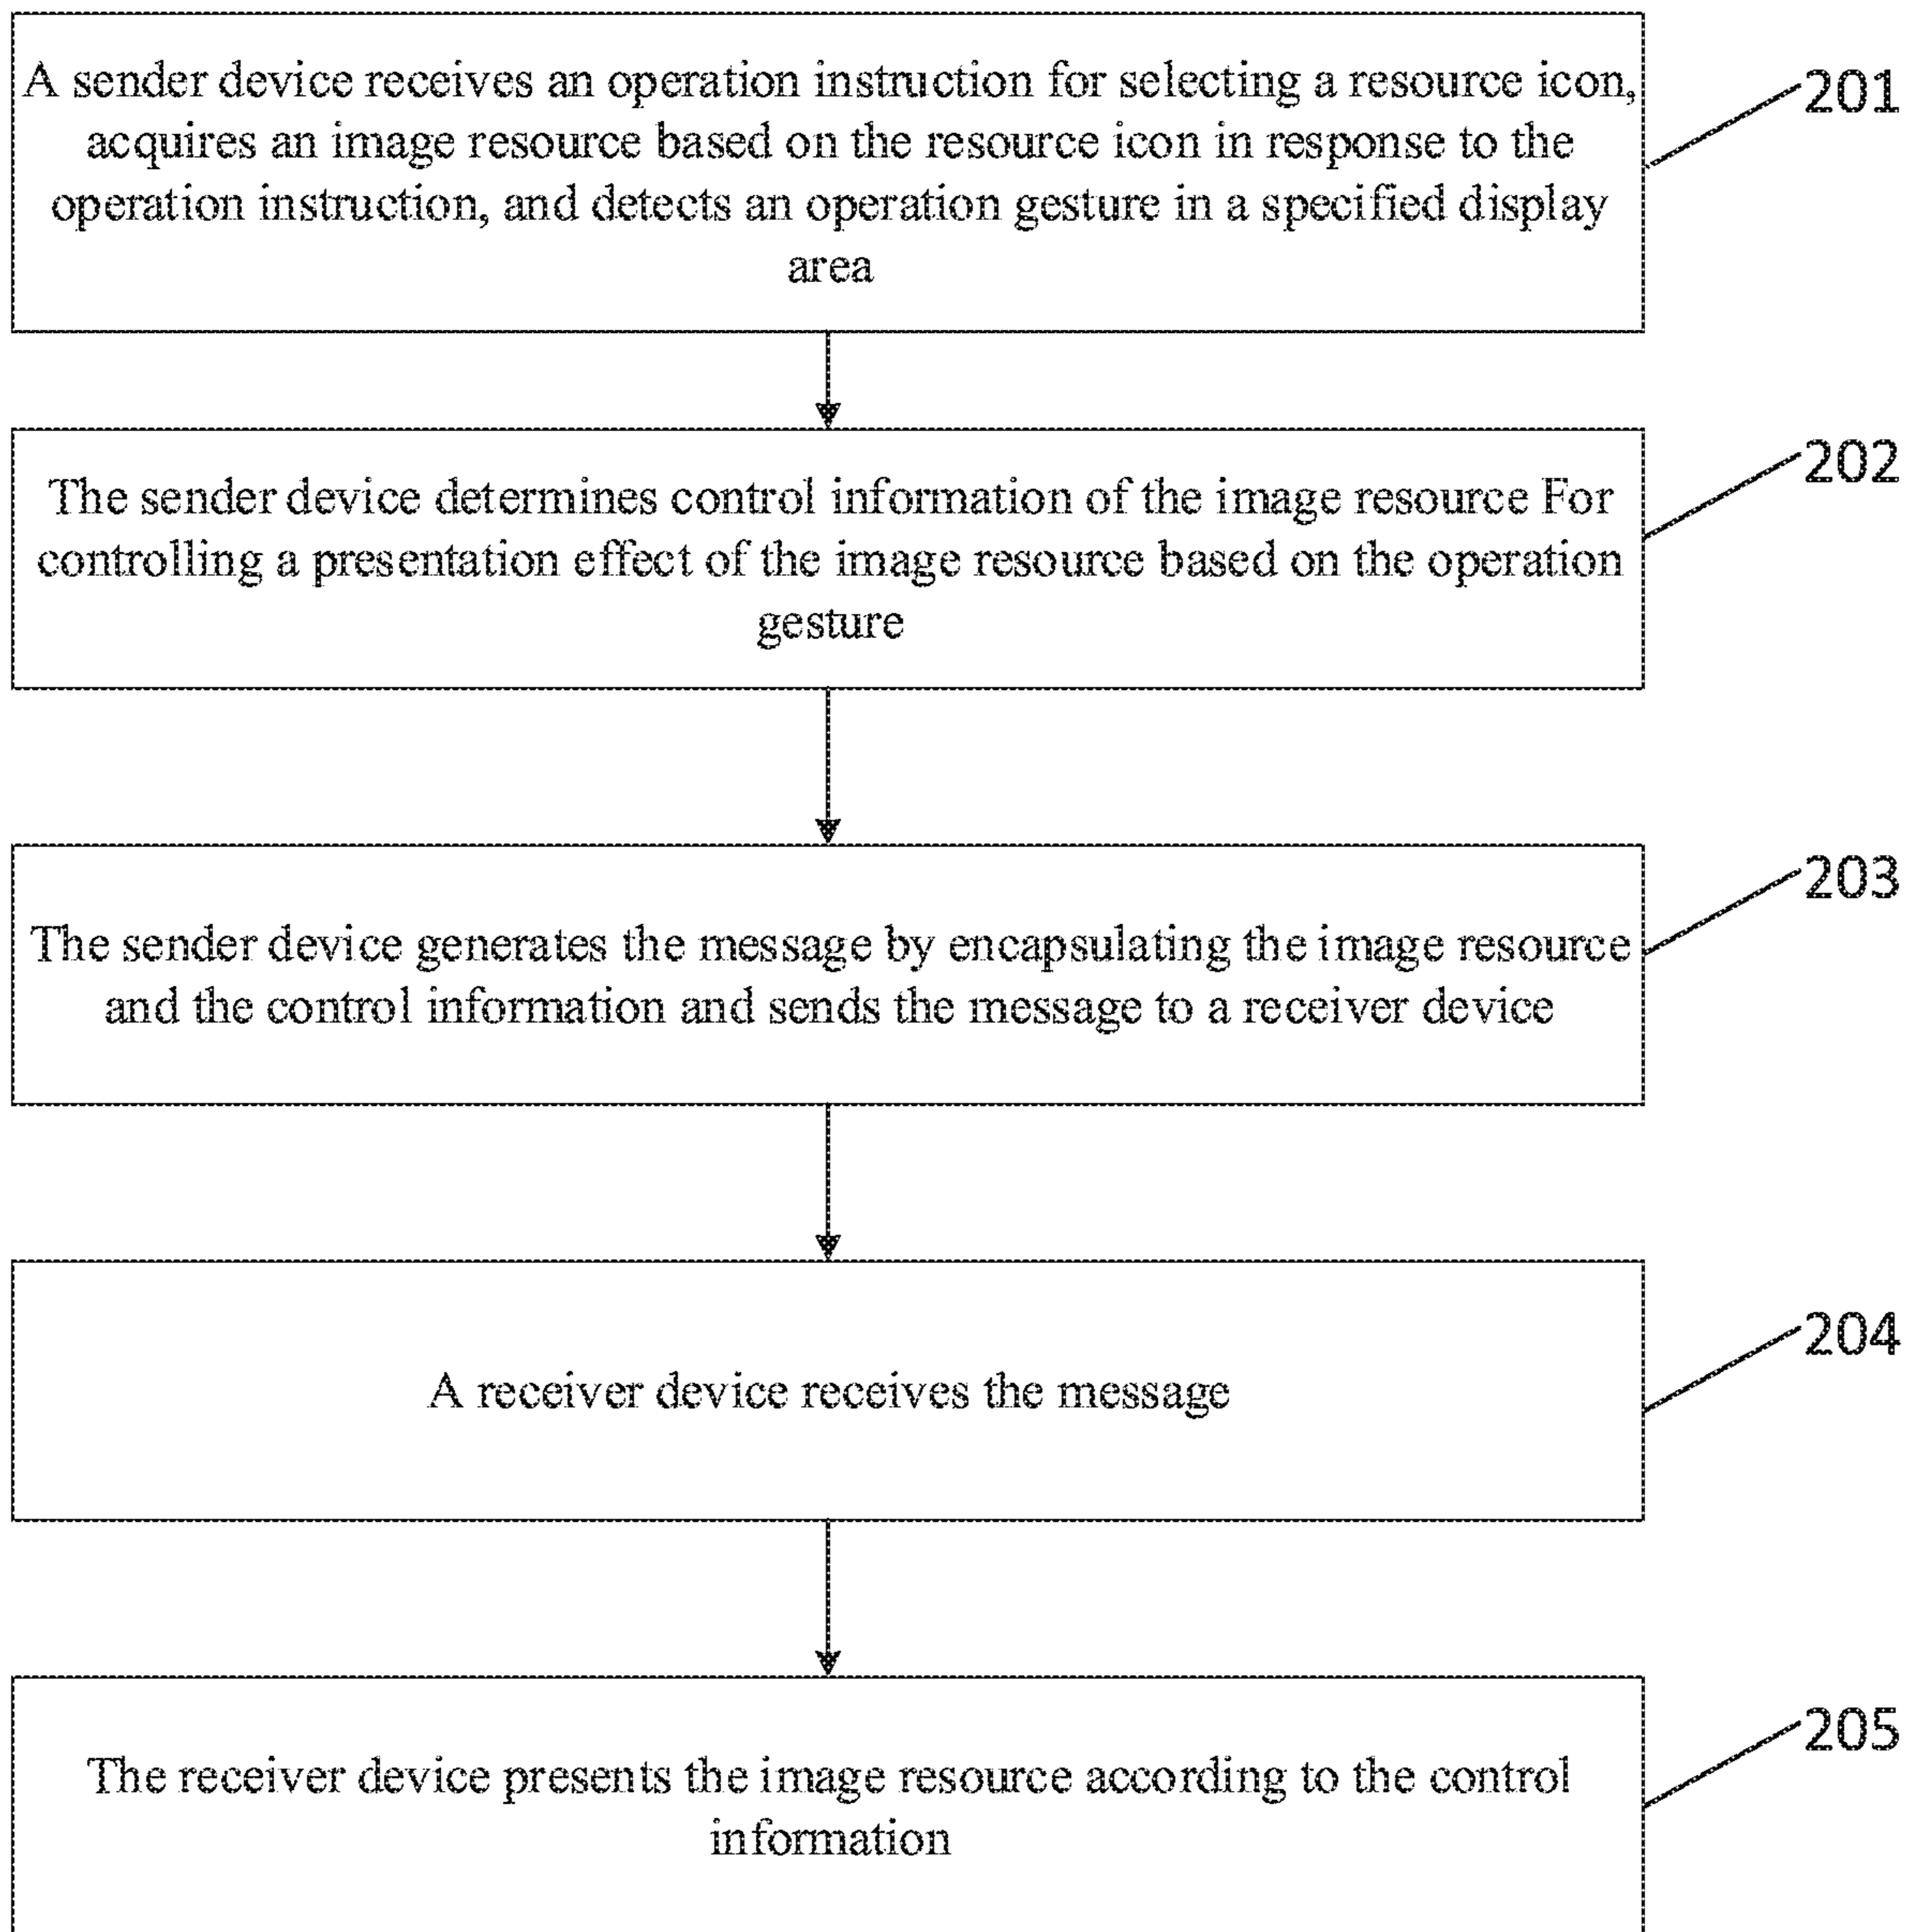 A sender device receives an operation instruction for selecting a resource icon,
acquires an image resource based on the resource icon in response to the
operation instruction, and detects an operation gesture in a specified display
area
201
The sender device determines control information of the image resource For
controlling a presentation effect of the image resource based on the operation
gesture
202
The sender device generates the message by encapsulating the image resource
and the control information and sends the message to a receiver device
203
A receiver device receives the message
204
The receiver device presents the image resource according to the control
information
205